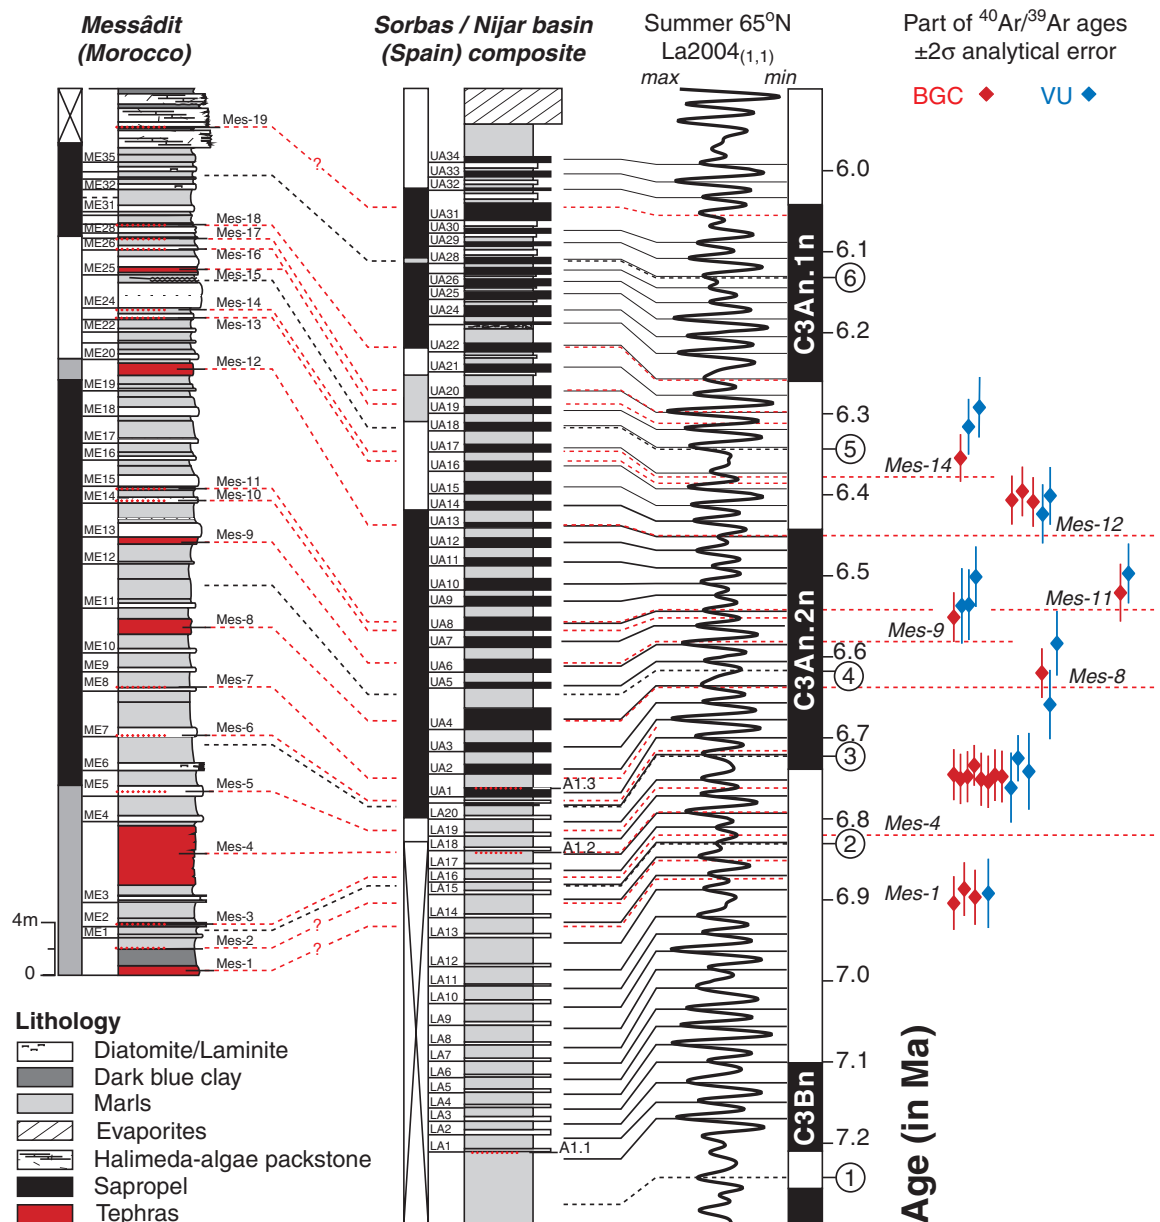 Messâdit
(Morocco)
Sorbas / Nijar basin
(Spain) composite
Summer 65°N
La2004(1,1)
max
min
Part of 40Ar/39Ar ages
±2σ analytical error
BGC
VU
ME35
ME32
ME31
ME28
ME26
ME25
ME24
ME22
ME20
ME19
ME18
ME17
ME16
ME15
ME14
ME13
ME12
ME11
ME10
ME9
ME8
ME7
ME6
ME5
ME4
ME3
ME2
ME1
4m
0
Mes-19
Mes-18
Mes-17
Mes-16
Mes-15
Mes-14
Mes-13
Mes-12
Mes-11
Mes-10
Mes-9
Mes-8
Mes-7
Mes-6
Mes-5
Mes-4
Mes-3
Mes-2
Mes-1
?
?
?
UA34
UA33
UA32
UA31
UA30
UA29
UA28
UA26
UA25
UA24
UA22
UA21
UA20
UA19
UA18
UA17
UA16
UA15
UA14
UA13
UA12
UA11
UA10
UA9
UA8
UA7
UA6
UA5
UA4
UA3
UA2
UA1
LA20
LA19
LA18
LA17
LA16
LA15
LA14
LA13
LA12
LA11
LA10
LA9
LA8
LA7
LA6
LA5
LA4
LA3
LA2
LA1
A1.3
A1.2
A1.1
C3An.1n
C3An.2n
C3Bn
6.0
6.1
6
6.2
6.3
5
6.4
6.5
6.6
4
6.7
3
6.8
2
6.9
7.0
7.1
7.2
1
Age (in Ma)
Mes-14
Mes-12
Mes-11
Mes-9
Mes-8
Mes-4
Mes-1
Lithology
Diatomite/Laminite
Dark blue clay
Marls
Evaporites
Halimeda-algae packstone
Sapropel
Tephras